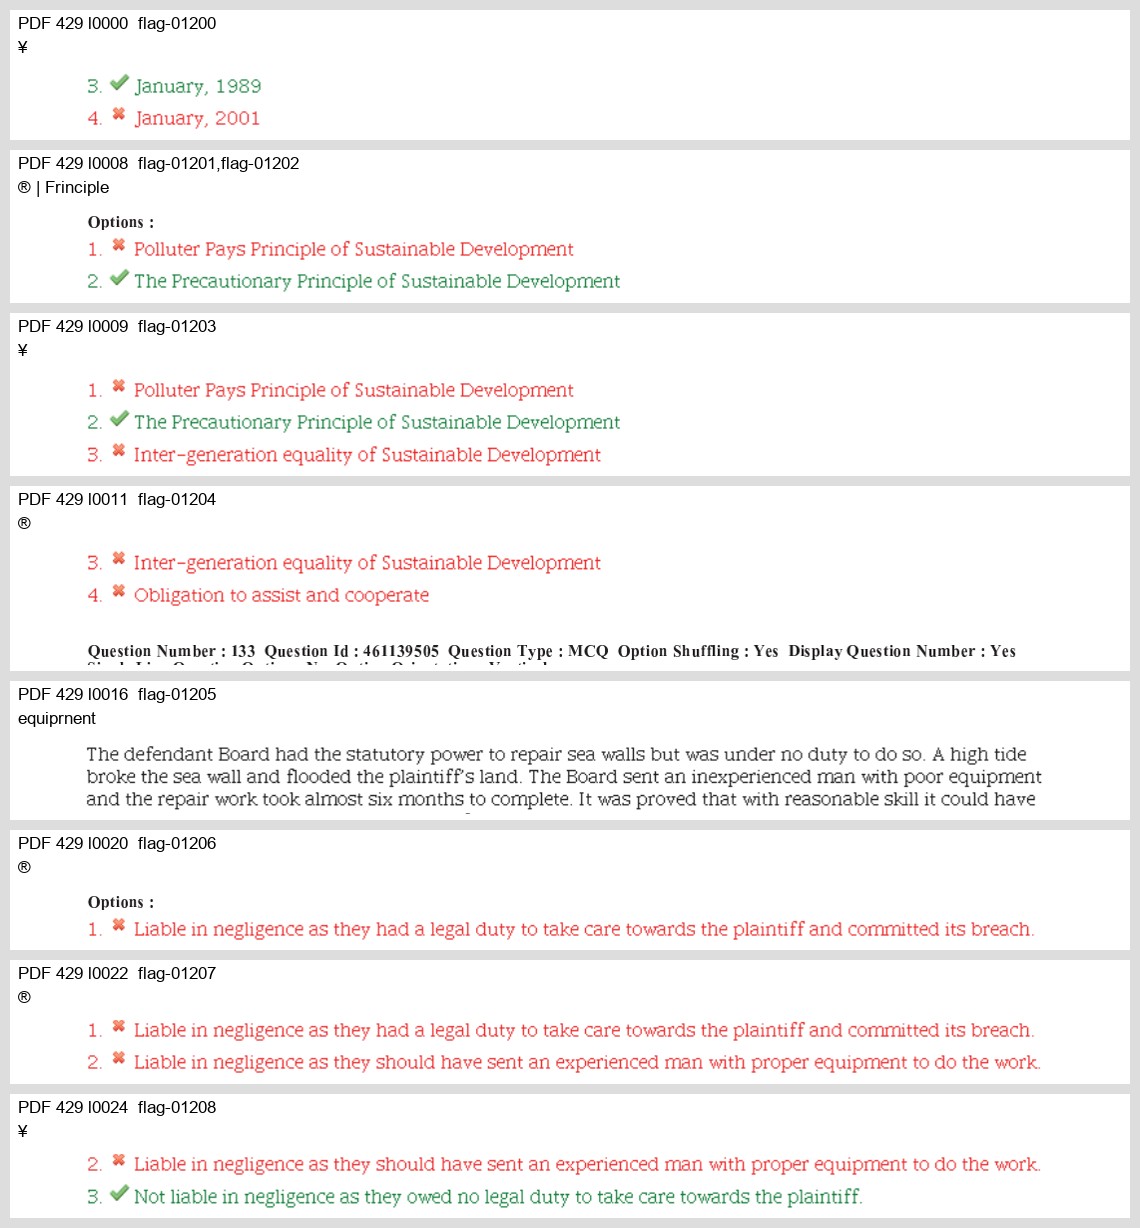 PDF 429 l0000 flag-01200
¥
3. ✔ January, 1989
4. ✖ January, 2001
PDF 429 l0008 flag-01201,flag-01202
® | Frinciple
Options :
1. ✖ Polluter Pays Principle of Sustainable Development
2. ✔ The Precautionary Principle of Sustainable Development
PDF 429 l0009 flag-01203
¥
1. ✖ Polluter Pays Principle of Sustainable Development
2. ✔ The Precautionary Principle of Sustainable Development
3. ✖ Inter-generation equality of Sustainable Development
PDF 429 l0011 flag-01204
®
3. ✖ Inter-generation equality of Sustainable Development
4. ✖ Obligation to assist and cooperate
Question Number : 133 Question Id : 461139505 Question Type : MCQ Option Shuffling : Yes Display Question Number : Yes
PDF 429 l0016 flag-01205
equiprnent
The defendant Board had the statutory power to repair sea walls but was under no duty to do so. A high tide
broke the sea wall and flooded the plaintiff's land. The Board sent an inexperienced man with poor equipment
and the repair work took almost six months to complete. It was proved that with reasonable skill it could have
PDF 429 l0020 flag-01206
®
Options :
1. ✖ Liable in negligence as they had a legal duty to take care towards the plaintiff and committed its breach.
PDF 429 l0022 flag-01207
®
1. ✖ Liable in negligence as they had a legal duty to take care towards the plaintiff and committed its breach.
2. ✖ Liable in negligence as they should have sent an experienced man with proper equipment to do the work.
PDF 429 l0024 flag-01208
¥
2. ✖ Liable in negligence as they should have sent an experienced man with proper equipment to do the work.
3. ✔ Not liable in negligence as they owed no legal duty to take care towards the plaintiff.